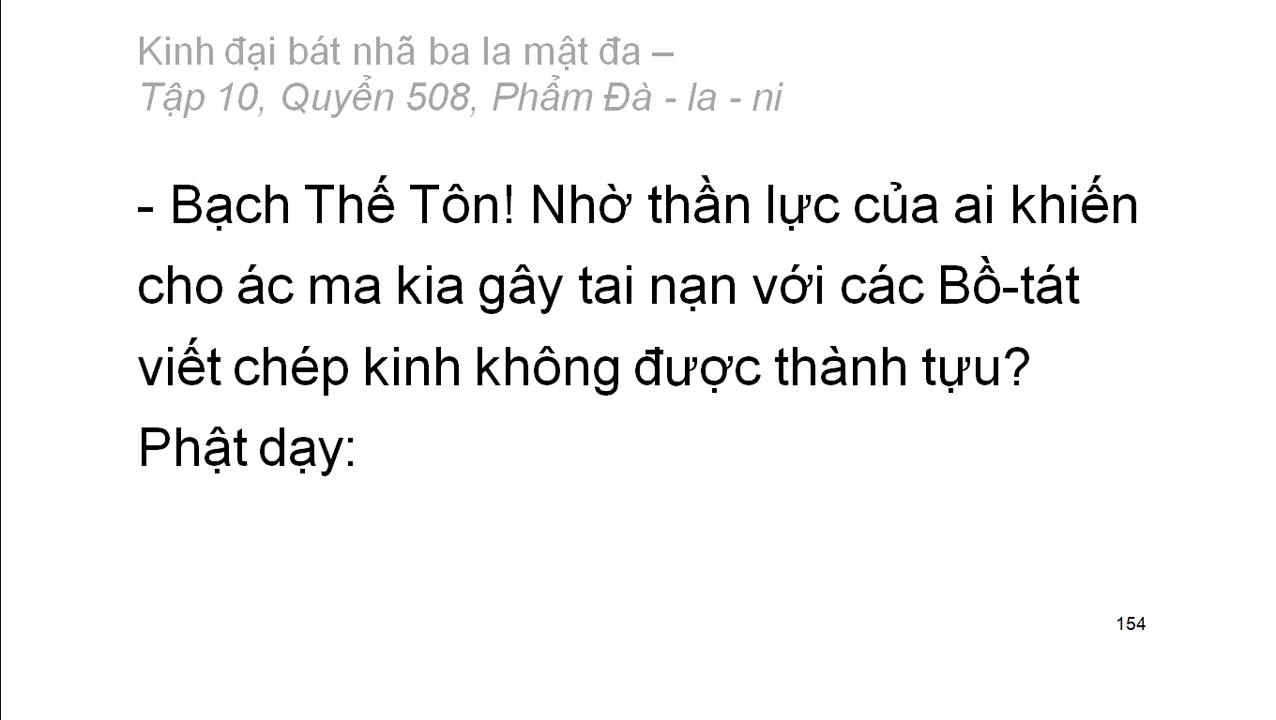 Kinh đại bát nhã ba la mật đa –
Tập 10, Quyển 508, Phẩm Đà - la - ni
- Bạch Thế Tôn! Nhờ thần lực của ai khiến
cho ác ma kia gây tai nạn với các Bồ-tát
viết chép kinh không được thành tựu?
Phật dạy:
154